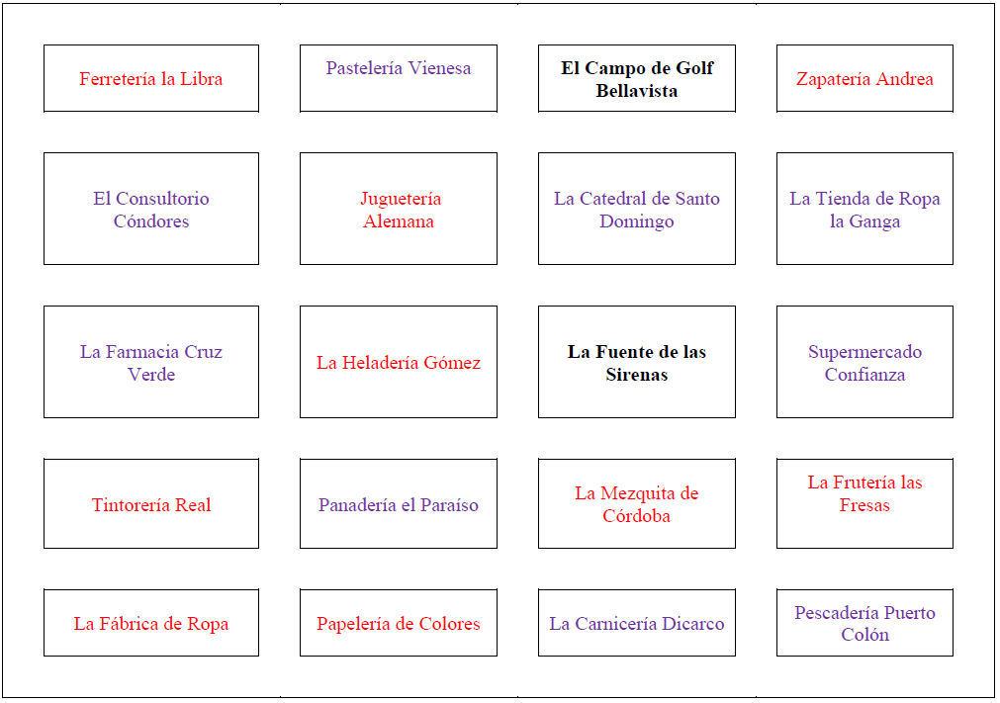 Ferretería la Libra
Pastelería Vienesa
El Campo de Golf
Bellavista
Zapatería Andrea
El Consultorio
Cóndores
Juguetería
Alemana
La Catedral de Santo
Domingo
La Tienda de Ropa
la Ganga
La Farmacia Cruz
Verde
La Heladería Gómez
La Fuente de las
Sirenas
Supermercado
Confianza
Tintorería Real
Panadería el Paraíso
La Mezquita de
Córdoba
La Frutería las
Fresas
La Fábrica de Ropa
Papelería de Colores
La Carnicería Dicarco
Pescadería Puerto
Colón